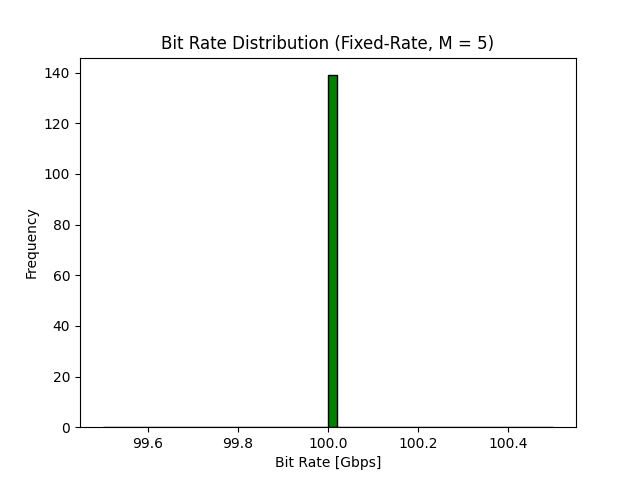 Bit Rate Distribution (Fixed-Rate, M = 5)
140
120
100
80
60
40
20
0
Frequency
99.6 99.8 100.0 100.2 100.4
Bit Rate [Gbps]